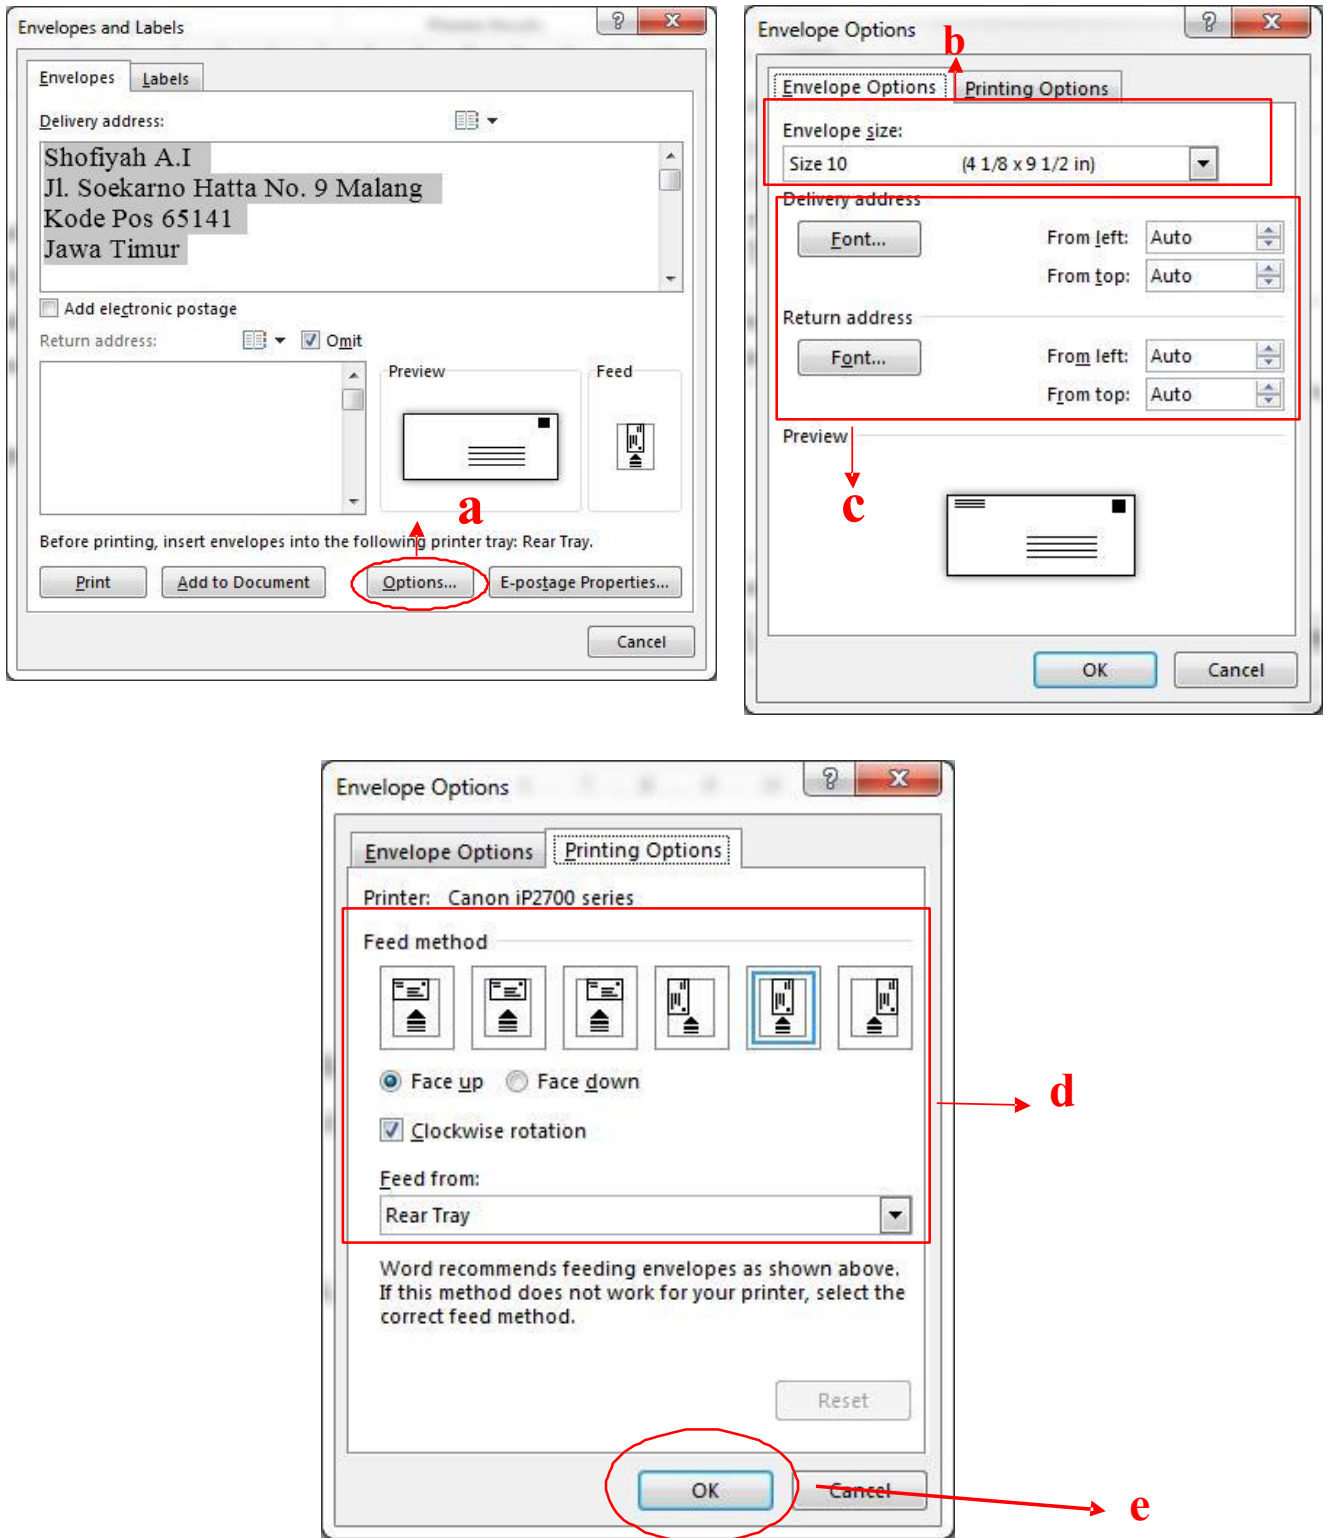 Envelopes and Labels
Envelopes Labels
Delivery address:
Shofiyah A.I
Jl. Soekarno Hatta No. 9 Malang
Kode Pos 65141
Jawa Timur
Add electronic postage
Return address: Omit
Preview Feed
a
Before printing, insert envelopes into the following printer tray: Rear Tray.
Print Add to Document Options... E-postage Properties...
Cancel
Envelope Options
b
Envelope Options Printing Options
Envelope size:
Size 10 (4 1/8 x 9 1/2 in)
Delivery address
Font... From left: Auto
From top: Auto
Return address
Font... From left: Auto
From top: Auto
Preview
c
OK Cancel
Envelope Options
Envelope Options Printing Options
Printer: Canon iP2700 series
Feed method
Face up Face down
d
Clockwise rotation
Feed from:
Rear Tray
Word recommends feeding envelopes as shown above.
If this method does not work for your printer, select the
correct feed method.
Reset
OK Cancel
e